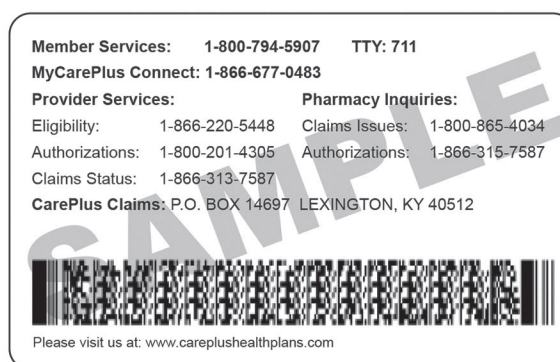 Member Services: 1-800-794-5907 TTY: 711
MyCarePlus Connect: 1-866-677-0483
Provider Services: Pharmacy Inquiries:
Eligibility: 1-866-220-5448 Claims Issues: 1-800-865-4034
Authorizations: 1-800-201-4305 Authorizations: 1-866-315-7587
Claims Status: 1-866-313-7587
CarePlus Claims: P.O. BOX 14697 LEXINGTON, KY 40512
SAMPLE
Please visit us at: www.careplushealthplans.com